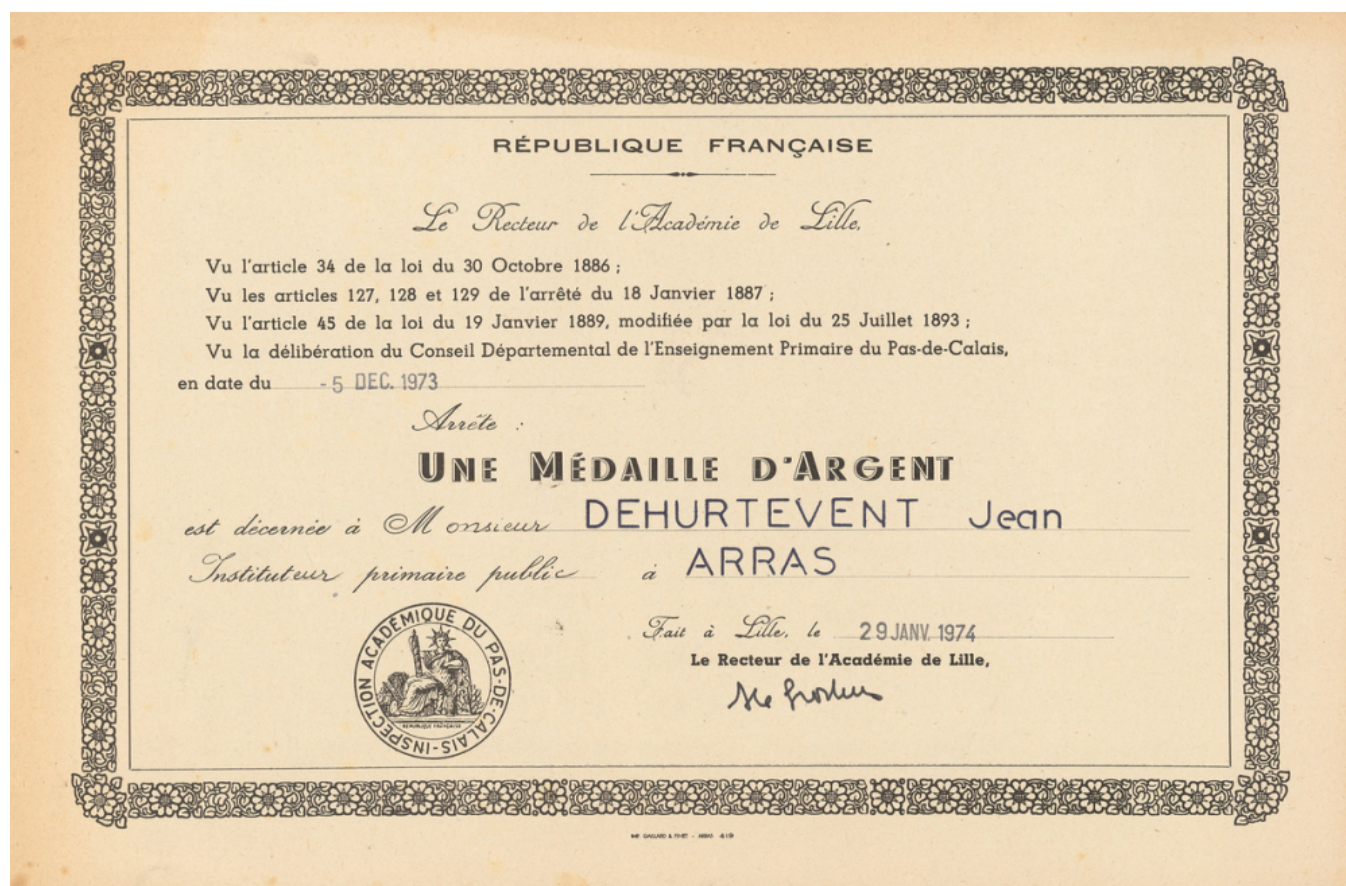 RÉPUBLIQUE FRANÇAISE
Le Recteur de l'Académie de Lille,
Vu l'article 34 de la loi du 30 Octobre 1886 ;
Vu les articles 127, 128 et 129 de l'arrêté du 18 Janvier 1887 ;
Vu l'article 45 de la loi du 19 Janvier 1889, modifiée par la loi du 25 Juillet 1893 ;
Vu la délibération du Conseil Départemental de l'Enseignement Primaire du Pas-de-Calais,
en date du - 5 DEC. 1973
Arrête :
UNE MÉDAILLE D'ARGENT
est décernée à Monsieur DEHURTEVENT Jean
Instituteur primaire public à ARRAS
INSPECTION ACADÉMIQUE DU PAS-DE-CALAIS-
RÉPUBLIQUE FRANÇAISE
Fait à Lille, le 29 JANV. 1974
Le Recteur de l'Académie de Lille,
IMP. GAILLARD & - ARRAS